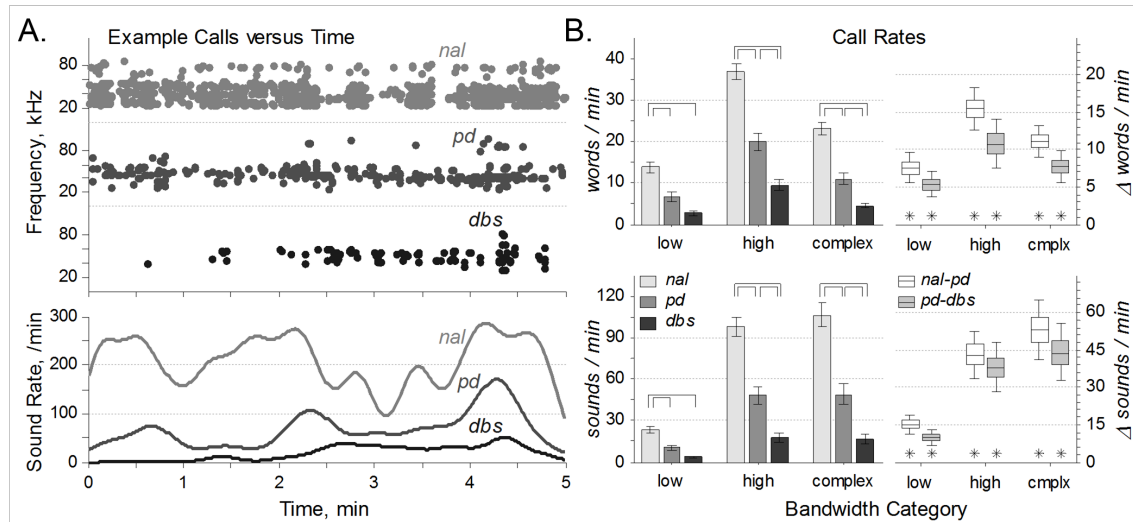 A.
Example Calls versus Time
nal
80
20
pd
80
20
dbs
80
20
Frequency, kHz
300
200
100
0
nal
pd
dbs
Sound Rate, /min
0
1
2
3
4
5
Time, min
B.
Call Rates
40
30
20
10
0
words / min
low
high
complex
20
15
10
5
0
Δ words / min
* * * * * *
low
high
cmplx
120
90
60
30
0
sounds / min
nal
pd
dbs
low
high
complex
nal-pd
pd-dbs
60
45
30
15
0
Δ sounds / min
* * * * * *
low
high
cmplx
Bandwidth Category